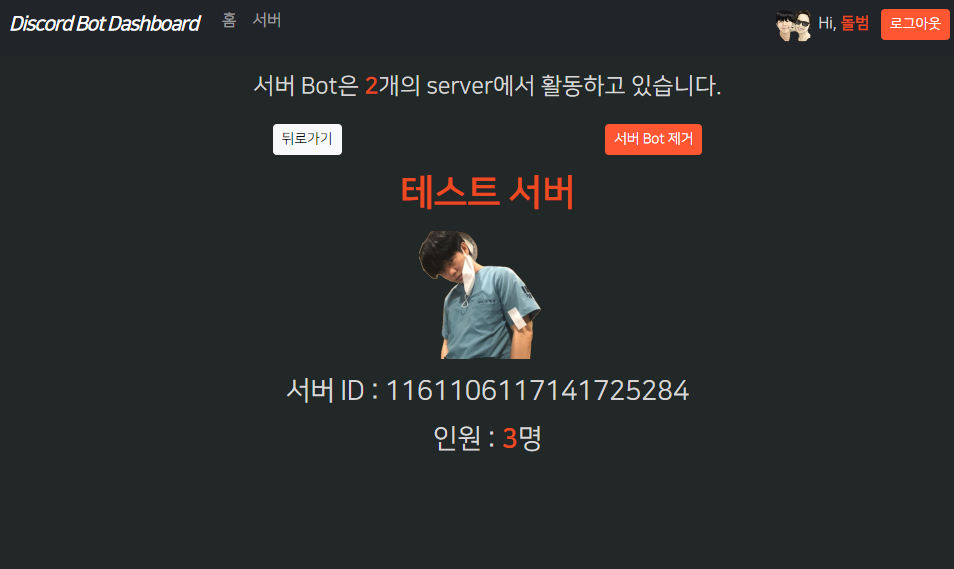 Discord Bot Dashboard 홈 서버 Hi, 돌범 로그아웃
서버 Bot은 2개의 server에서 활동하고 있습니다.
뒤로가기 서버 Bot 제거
테스트 서버
서버 ID : 1161106117141725284
인원 : 3명